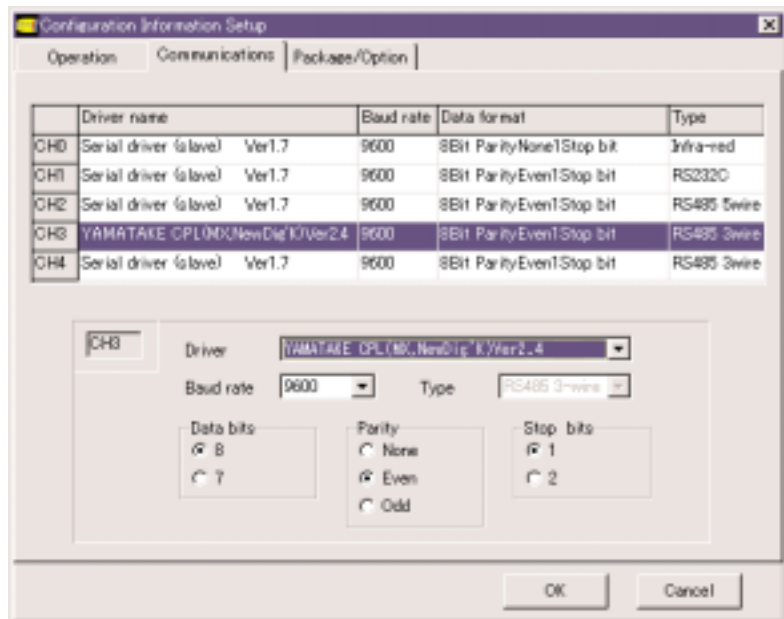 Configuration Information Setup
Operation Communications Package/Option
Driver name Baud rate Data format Type
CH0 Serial driver (slave) Ver1.7 9600 8Bit ParityNone1Stop bit Infra-red
CH1 Serial driver (slave) Ver1.7 9600 8Bit ParityEven1Stop bit RS232C
CH2 Serial driver (slave) Ver1.7 9600 8Bit ParityEven1Stop bit RS485 5wire
CH3 YAMATAKE CPL(MX,NewDig'K)Ver2.4 9600 8Bit ParityEven1Stop bit RS485 3wire
CH4 Serial driver (slave) Ver1.7 9600 8Bit ParityEven1Stop bit RS485 3wire
CH3
Driver YAMATAKE CPL(MX,NewDig'K)Ver2.4
Baud rate 9600 Type RS485 3-wire
Data bits Parity Stop bits
8 None 1
7 Even 2
Odd
OK Cancel